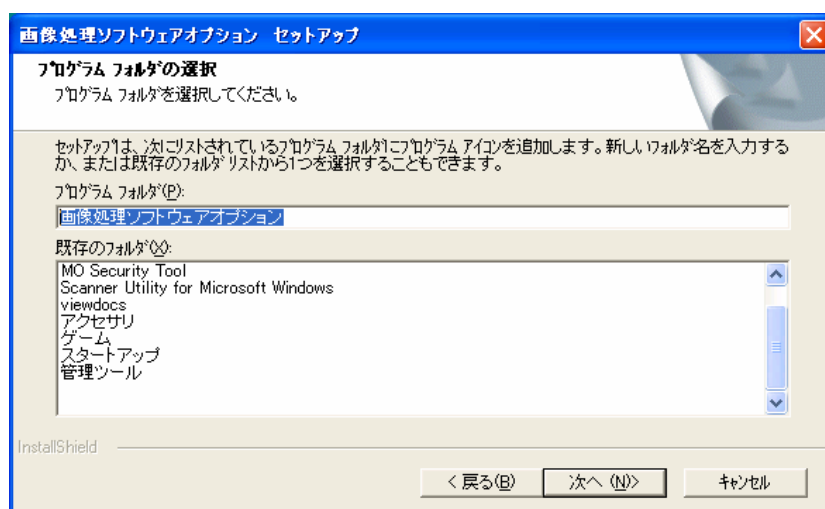 画像処理ソフトウェアオプション セットアップ
ﾌﾟﾛｸﾞﾗﾑ ﾌｫﾙﾀﾞの選択
ﾌﾟﾛｸﾞﾗﾑ ﾌｫﾙﾀﾞを選択してください。
ｾｯﾄｱｯﾌﾟは、次にリストされているﾌﾟﾛｸﾞﾗﾑ ﾌｫﾙﾀﾞにﾌﾟﾛｸﾞﾗﾑ ｱｲｺﾝを追加します。新しいﾌｫﾙﾀﾞ名を入力する
か、または既存のﾌｫﾙﾀﾞ ﾘｽﾄから1つを選択することもできます。
ﾌﾟﾛｸﾞﾗﾑ ﾌｫﾙﾀﾞ(P):
画像処理ソフトウェアオプション
既存のﾌｫﾙﾀﾞ(X):
MO Security Tool
Scanner Utility for Microsoft Windows
viewdocs
アクセサリ
ゲーム
スタートアップ
管理ツール
InstallShield
< 戻る(B)
次へ (N)>
ｷｬﾝｾﾙ